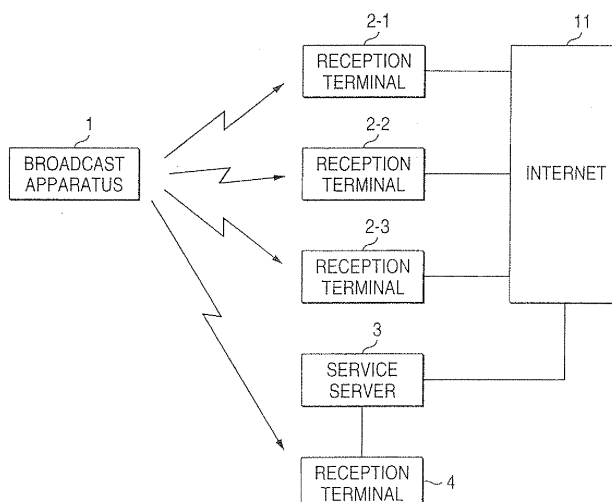 2-1
11
RECEPTION
TERMINAL
1
2-2
BROADCAST
APPARATUS
RECEPTION
TERMINAL
INTERNET
2-3
RECEPTION
TERMINAL
3
SERVICE
SERVER
RECEPTION
TERMINAL
4